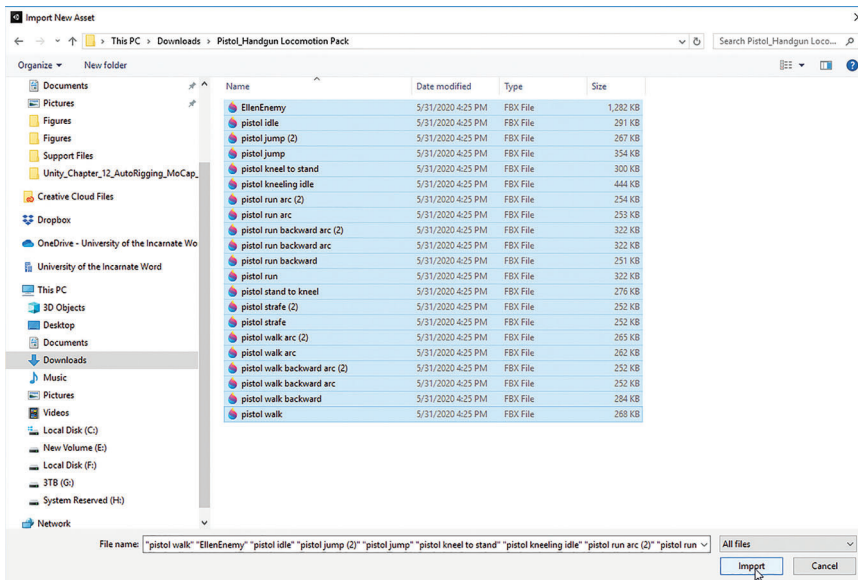 Import New Asset
This PC > Downloads > Pistol_Handgun Locomotion Pack
Search Pistol_Handgun Loco...
Organize
New folder
Documents
Pictures
Figures
Figures
Support Files
Unity_Chapter_12_AutoRigging_MoCap_
Creative Cloud Files
Dropbox
OneDrive - University of the Incarnate Wo
University of the Incarnate Word
This PC
3D Objects
Desktop
Documents
Downloads
Music
Pictures
Videos
Local Disk (C:)
New Volume (E:)
Local Disk (F:)
3TB (G:)
System Reserved (H:)
Network
Name Date modified Type Size
EllenEnemy 5/31/2020 4:25 PM FBX File 1,282 KB
pistol idle 5/31/2020 4:25 PM FBX File 291 KB
pistol jump (2) 5/31/2020 4:25 PM FBX File 267 KB
pistol jump 5/31/2020 4:25 PM FBX File 354 KB
pistol kneel to stand 5/31/2020 4:25 PM FBX File 300 KB
pistol kneeling idle 5/31/2020 4:25 PM FBX File 444 KB
pistol run arc (2) 5/31/2020 4:25 PM FBX File 254 KB
pistol run arc 5/31/2020 4:25 PM FBX File 253 KB
pistol run backward arc (2) 5/31/2020 4:25 PM FBX File 322 KB
pistol run backward arc 5/31/2020 4:25 PM FBX File 322 KB
pistol run backward 5/31/2020 4:25 PM FBX File 251 KB
pistol run 5/31/2020 4:25 PM FBX File 322 KB
pistol stand to kneel 5/31/2020 4:25 PM FBX File 276 KB
pistol strafe (2) 5/31/2020 4:25 PM FBX File 252 KB
pistol strafe 5/31/2020 4:25 PM FBX File 252 KB
pistol walk arc (2) 5/31/2020 4:25 PM FBX File 265 KB
pistol walk arc 5/31/2020 4:25 PM FBX File 262 KB
pistol walk backward arc (2) 5/31/2020 4:25 PM FBX File 252 KB
pistol walk backward arc 5/31/2020 4:25 PM FBX File 252 KB
pistol walk backward 5/31/2020 4:25 PM FBX File 284 KB
pistol walk 5/31/2020 4:25 PM FBX File 268 KB
File name: "pistol walk" "EllenEnemy" "pistol idle" "pistol jump (2)" "pistol jump" "pistol kneel to stand" "pistol kneeling idle" "pistol run arc (2)" "pistol run
All files
Import
Cancel